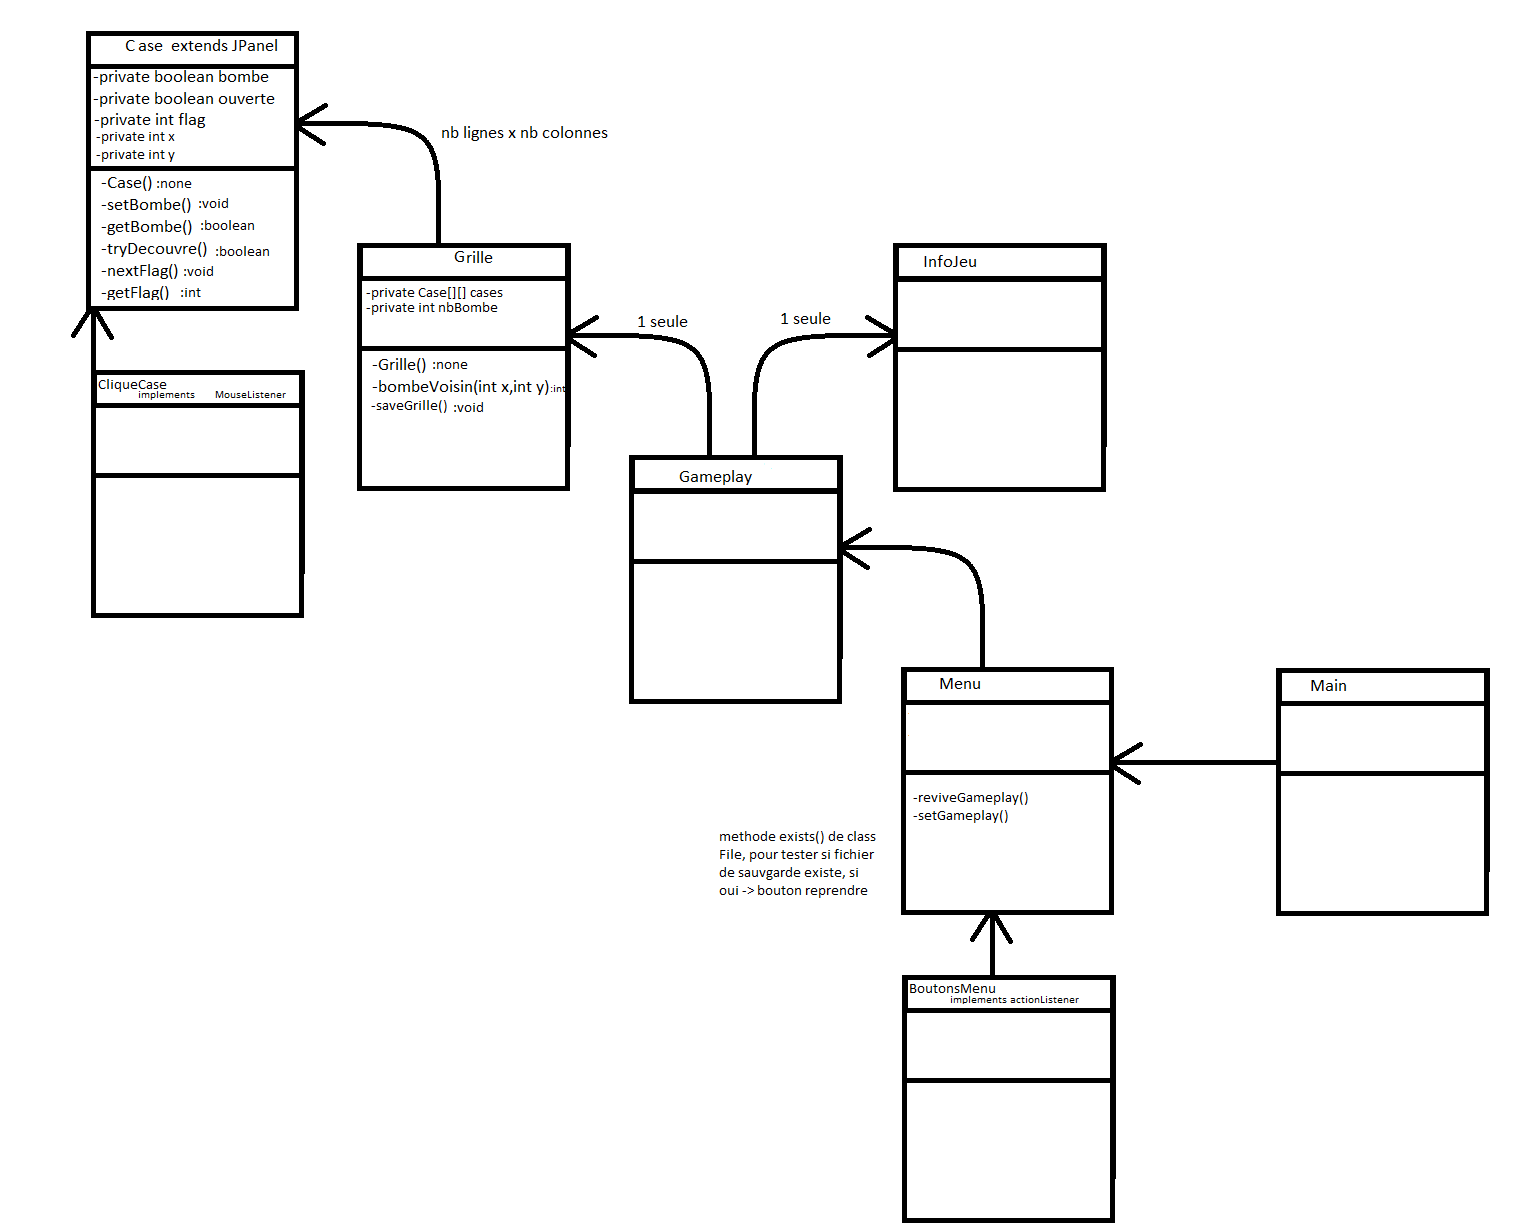 Case extends JPanel
-private boolean bombe
-private boolean ouverte
-private int flag
-private int x
-private int y
-Case() :none
-setBombe() :void
-getBombe() :boolean
-tryDecouvre() :boolean
-nextFlag() :void
-getFlag() :int
nb lignes x nb colonnes
CliqueCase
implements MouseListener
Grille
-private Case[][] cases
-private int nbBombe
-Grille() :none
-bombeVoisin(int x,int y) :int
-saveGrille() :void
1 seule
1 seule
InfoJeu
Gameplay
Menu
-reviveGameplay()
-setGameplay()
Main
methode exists() de class
File, pour tester si fichier
de sauvgarde existe, si
oui -> bouton reprendre
BoutonsMenu
implements actionListener